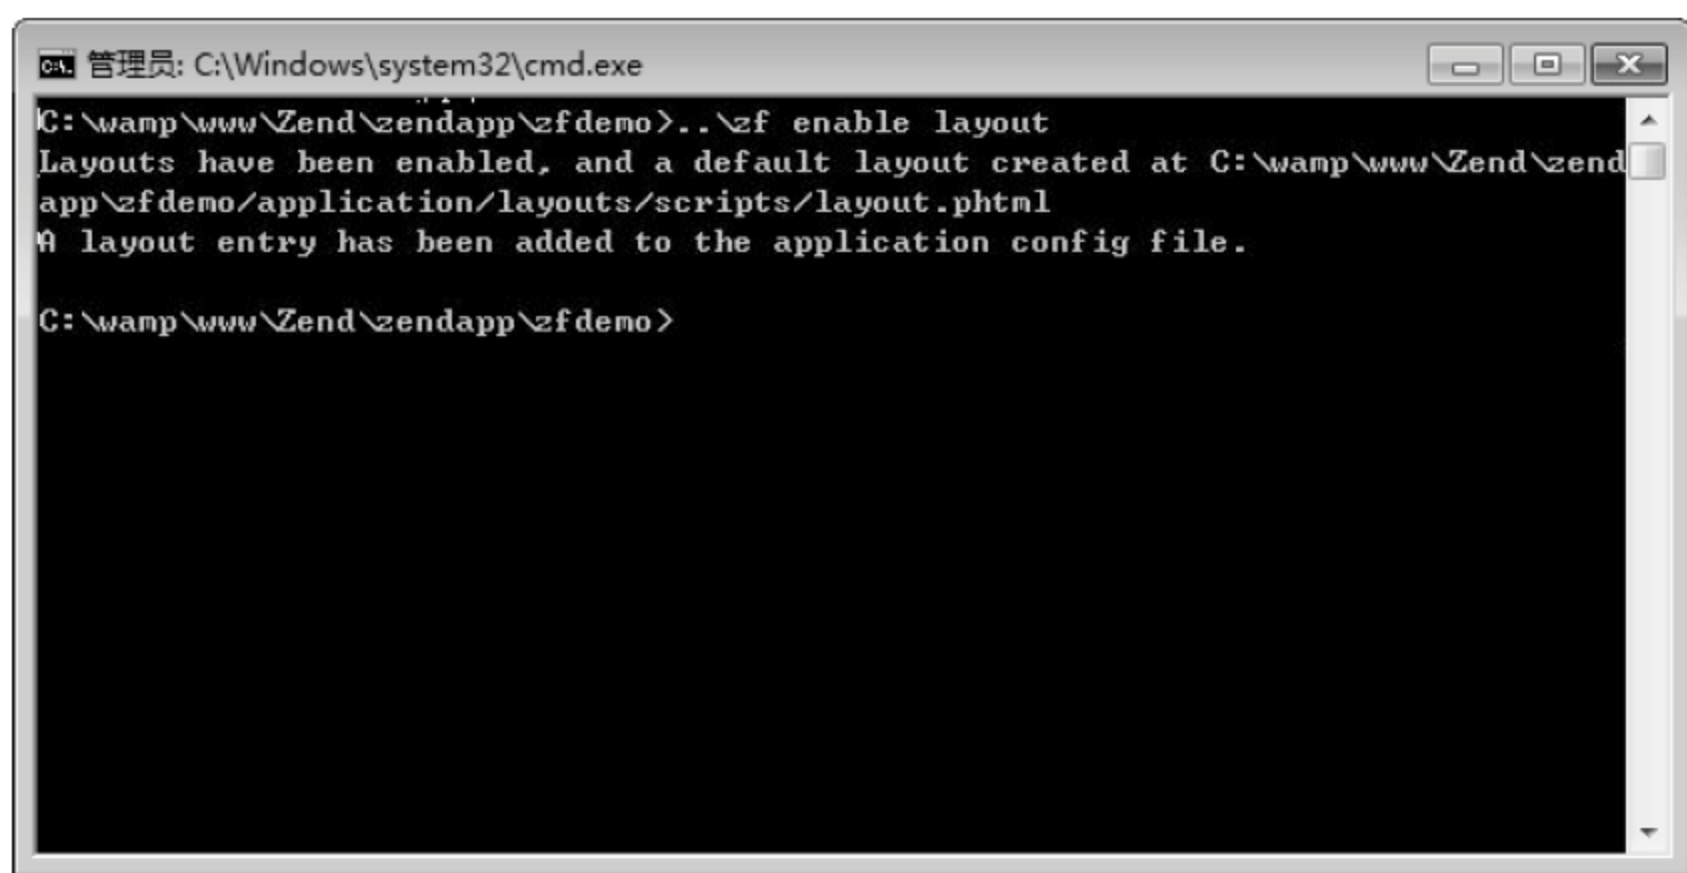 管理员: C:\Windows\system32\cmd.exe
C:\wamp\www\Zend\zendapp\zfdemo>..\zf enable layout
Layouts have been enabled, and a default layout created at C:\wamp\www\Zend\zend
app\zfdemo/application/layouts/scripts/layout.phtml
A layout entry has been added to the application config file.
C:\wamp\www\Zend\zendapp\zfdemo>